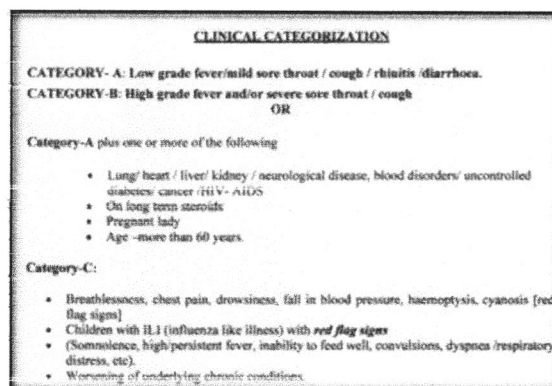 CLINICAL CATEGORIZATION
CATEGORY- A: Low grade fever/mild sore throat / cough / rhinitis /diarrhoea.
CATEGORY-B: High grade fever and/or severe sore throat / cough
OR
Category-A plus one or more of the following
• Lung/ heart / liver/ kidney / neurological disease, blood disorders/ uncontrolled
diabetes/ cancer /HIV- AIDS
• On long term steroids
• Pregnant lady
• Age –more than 60 years.
Category-C:
• Breathlessness, chest pain, drowsiness, fall in blood pressure, haemoptysis, cyanosis [red
flag signs]
• Children with ILI (influenza like illness) with red flag signs
• (Somnolence, high/persistent fever, inability to feed well, convulsions, dyspnea /respiratory
distress, etc).
• Worsening of underlying chronic conditions.